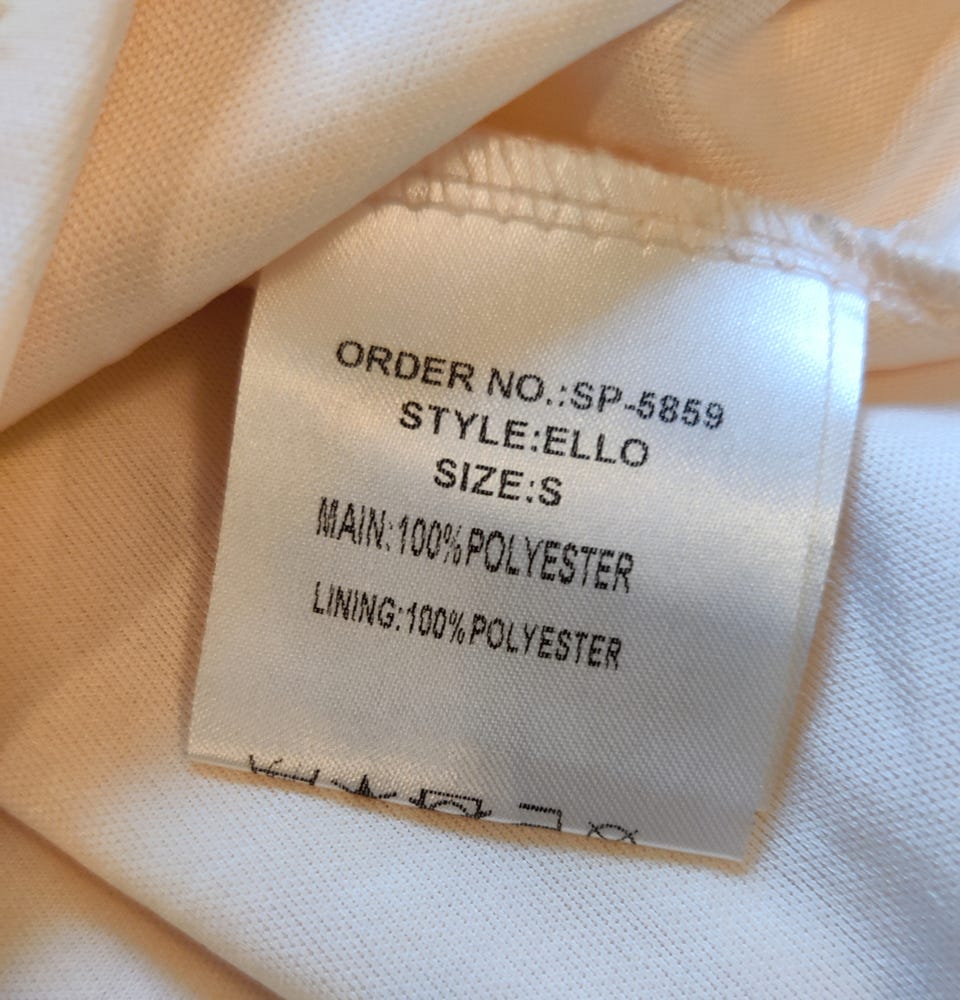 ORDER NO.:SP-5859
STYLE:ELLO
SIZE:S
MAIN:100%POLYESTER
LINING:100%POLYESTER